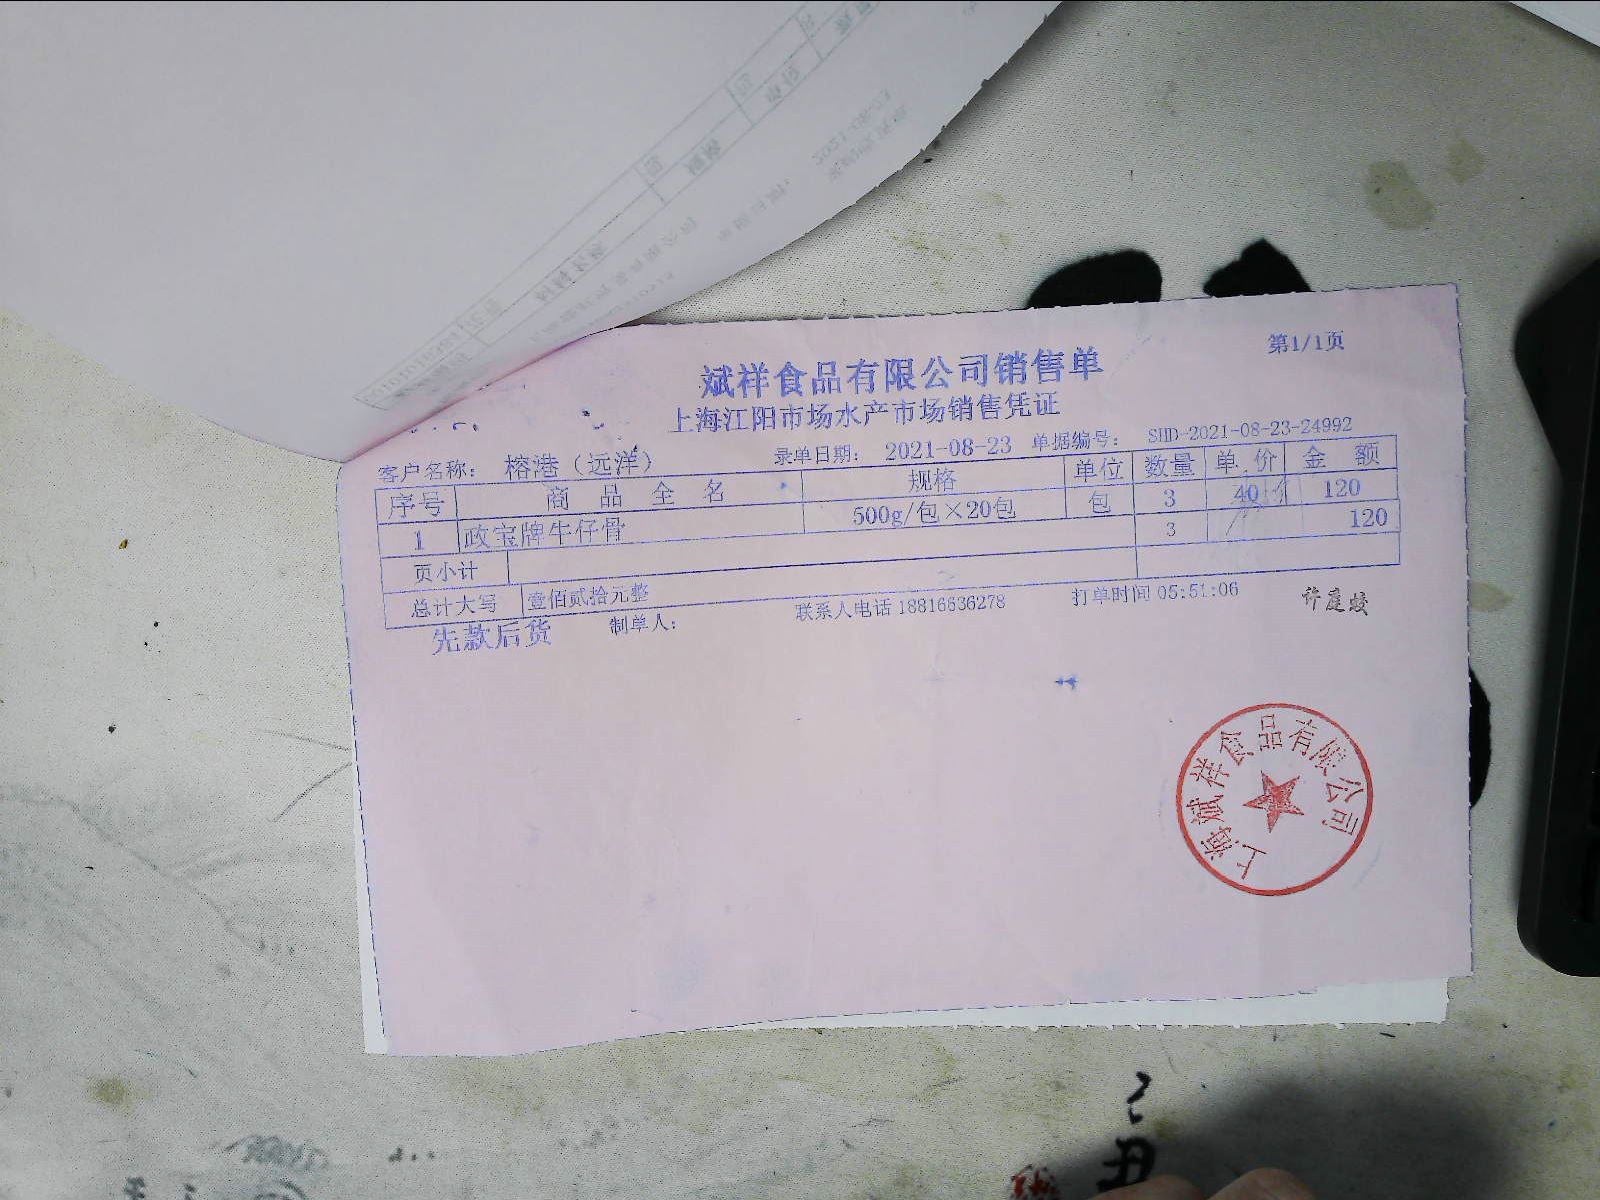 第1/1页
斌祥食品有限公司销售单
上海江阳市场水产市场销售凭证
客户名称： 榕港（远洋） 录单日期： 2021-08-23 单据编号： SHD-2021-08-23-24992
序号 商 品 全 名 规格 单位 数量 单 价 金 额
1 政宝牌牛仔骨 500g/包×20包 包 3 40 120
页小计 3 120
总计大写 壹佰贰拾元整
先款后货 制单人： 联系人电话 18816636278 打单时间 05:51:06 许庭蛟
上海斌祥食品有限公司